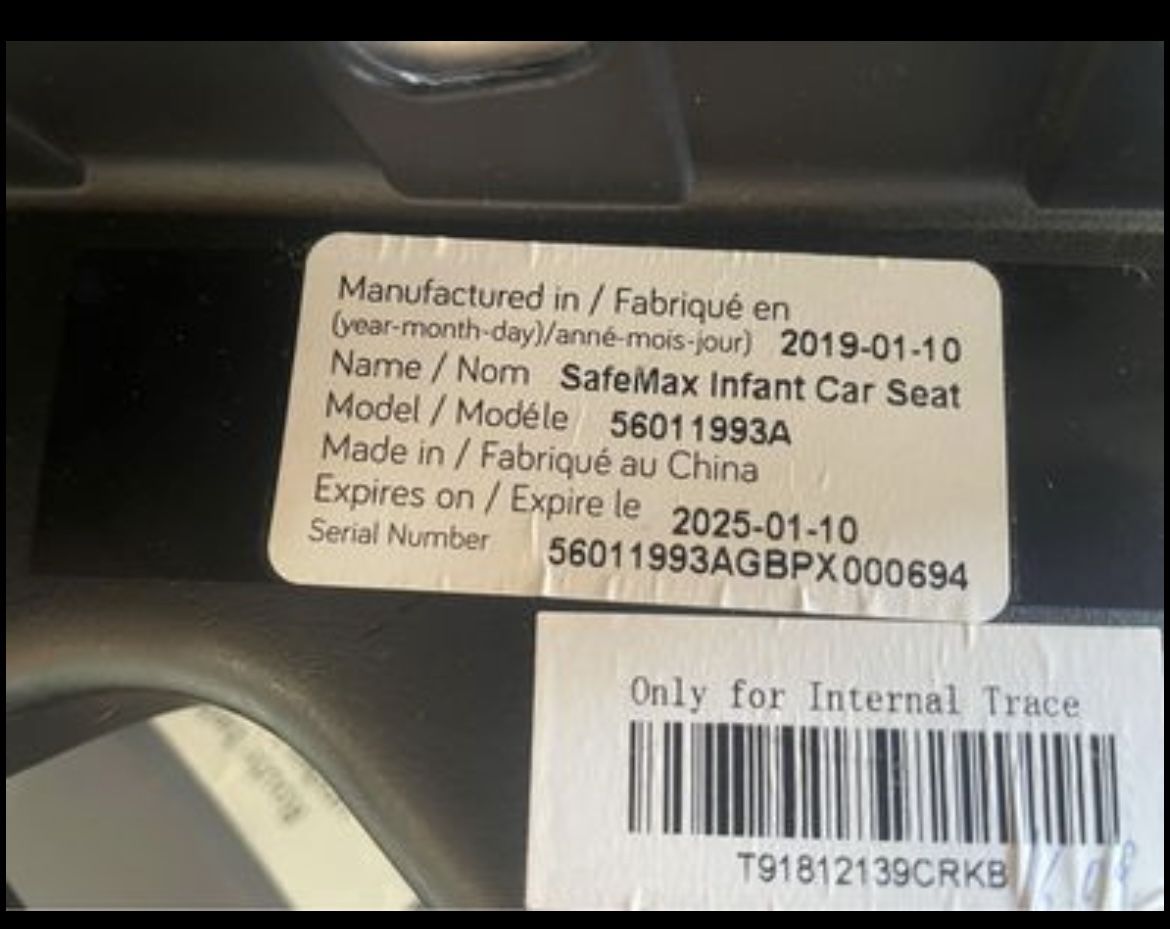 Manufactured in / Fabriqué en
(year-month-day)/anné-mois-jour) 2019-01-10
Name / Nom SafeMax Infant Car Seat
Model / Modéle 56011993A
Made in / Fabriqué au China
Expires on / Expire le 2025-01-10
Serial Number 56011993AGBPX000694
Only for Internal Trace
T91812139CRKB